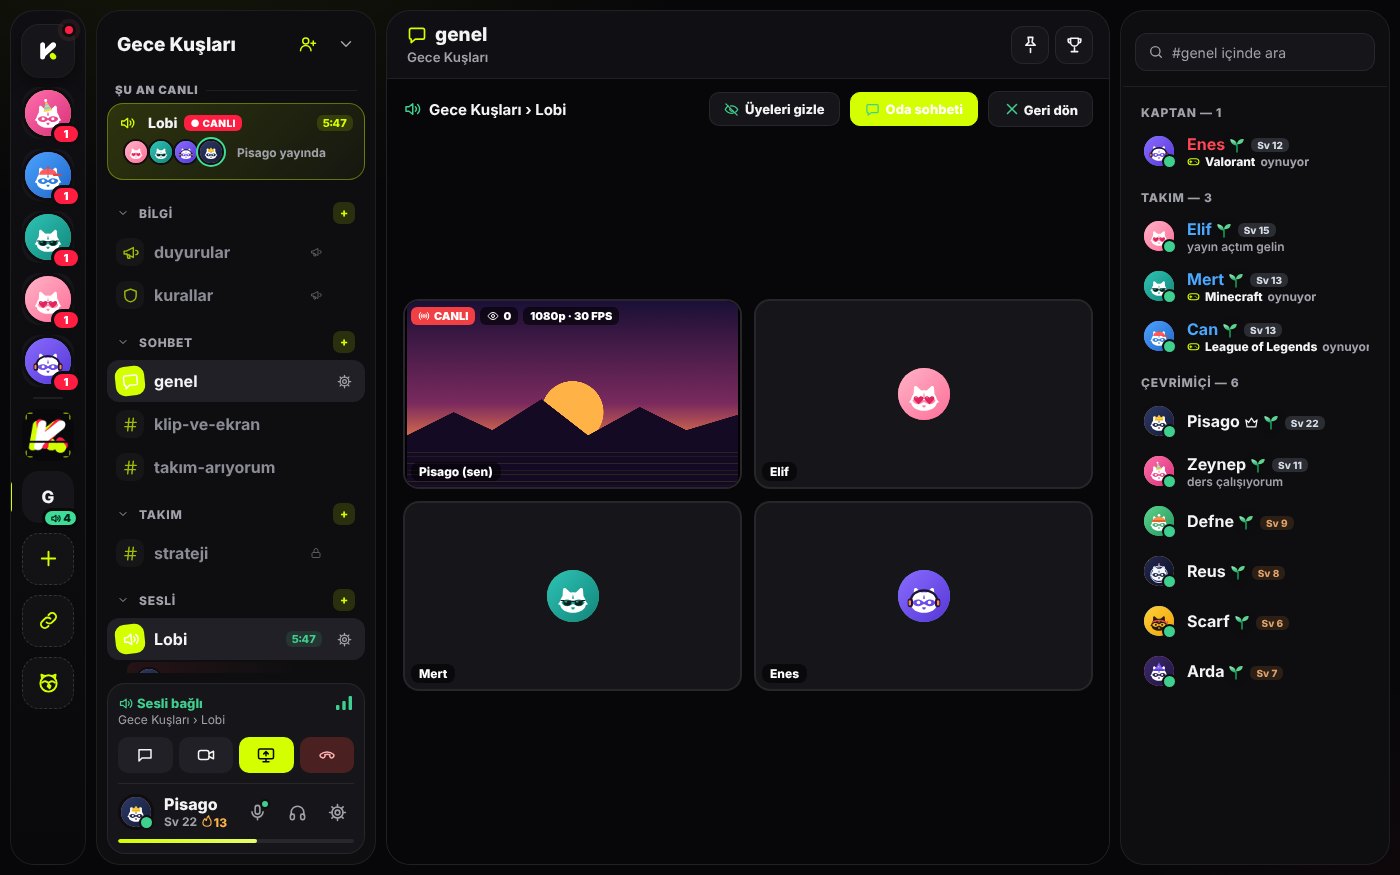 1
1
1
1
1
G
4
Gece Kuşları
ŞU AN CANLI
Lobi
CANLI
5:47
Pisago yayında
BİLGİ
duyurular
kurallar
SOHBET
genel
klip-ve-ekran
takım-arıyorum
TAKIM
strateji
SESLİ
Lobi
5:47
Sesli bağlı
Gece Kuşları › Lobi
Pisago
Sv 22 13
genel
Gece Kuşları
Gece Kuşları › Lobi
Üyeleri gizle
Oda sohbeti
Geri dön
CANLI
0
1080p · 30 FPS
Pisago (sen)
Elif
Mert
Enes
#genel içinde ara
KAPTAN — 1
Enes Sv 12
Valorant oynuyor
TAKIM — 3
Elif Sv 15
yayın açtım gelin
Mert Sv 13
Minecraft oynuyor
Can Sv 13
League of Legends oynuyor
ÇEVRİMİÇİ — 6
Pisago Sv 22
Zeynep Sv 11
ders çalışıyorum
Defne Sv 9
Reus Sv 8
Scarf Sv 6
Arda Sv 7